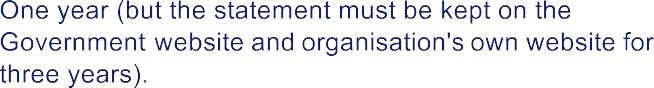 One year (but the statement must be kept on the
Government website and organisation's own website for
three years).